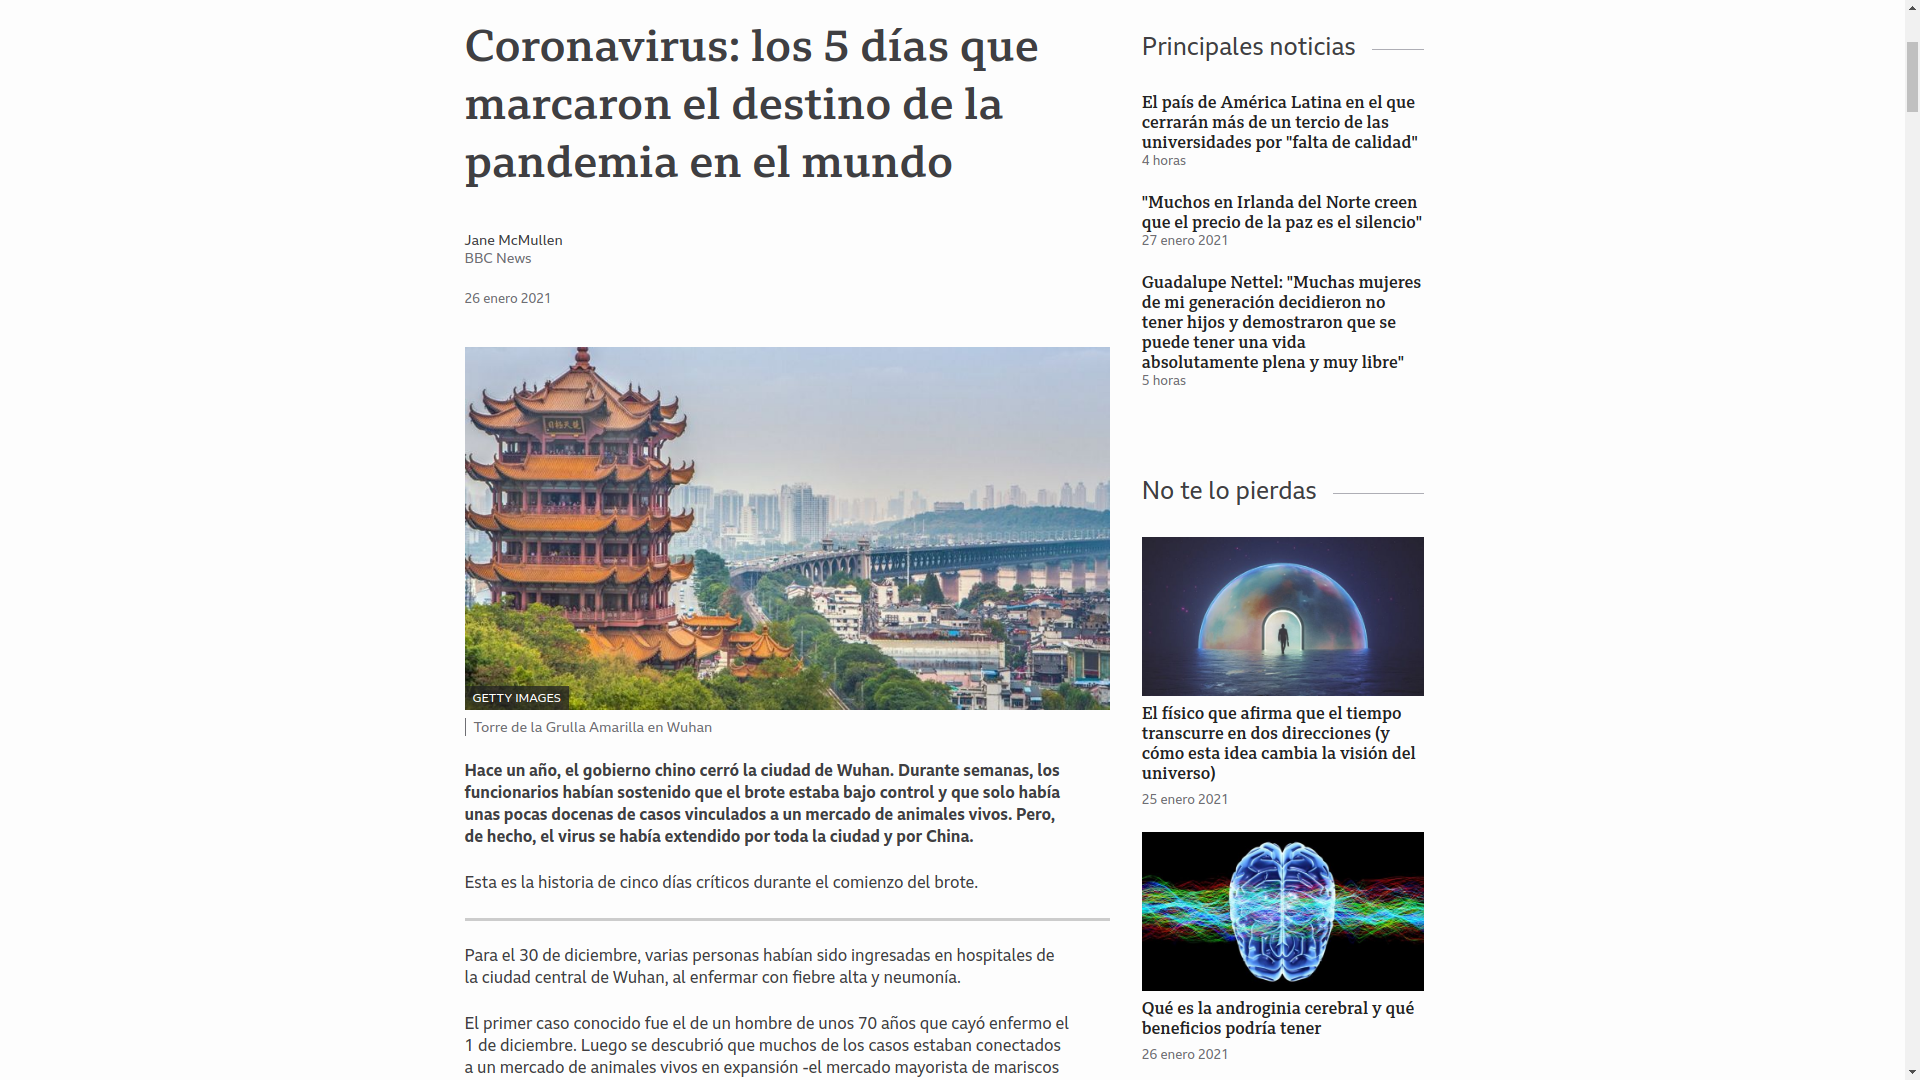 Coronavirus: los 5 días que
marcaron el destino de la
pandemia en el mundo
Jane McMullen
BBC News
26 enero 2021
GETTY IMAGES
Torre de la Grulla Amarilla en Wuhan
Hace un año, el gobierno chino cerró la ciudad de Wuhan. Durante semanas, los
funcionarios habían sostenido que el brote estaba bajo control y que solo había
unas pocas docenas de casos vinculados a un mercado de animales vivos. Pero,
de hecho, el virus se había extendido por toda la ciudad y por China.
Esta es la historia de cinco días críticos durante el comienzo del brote.
Para el 30 de diciembre, varias personas habían sido ingresadas en hospitales de
la ciudad central de Wuhan, al enfermar con fiebre alta y neumonía.
El primer caso conocido fue el de un hombre de unos 70 años que cayó enfermo el
1 de diciembre. Luego se descubrió que muchos de los casos estaban conectados
a un mercado de animales vivos en expansión -el mercado mayorista de mariscos
Principales noticias
El país de América Latina en el que
cerrarán más de un tercio de las
universidades por "falta de calidad"
4 horas
"Muchos en Irlanda del Norte creen
que el precio de la paz es el silencio"
27 enero 2021
Guadalupe Nettel: "Muchas mujeres
de mi generación decidieron no
tener hijos y demostraron que se
puede tener una vida
absolutamente plena y muy libre"
5 horas
No te lo pierdas
El físico que afirma que el tiempo
transcurre en dos direcciones (y
cómo esta idea cambia la visión del
universo)
25 enero 2021
Qué es la androginia cerebral y qué
beneficios podría tener
26 enero 2021